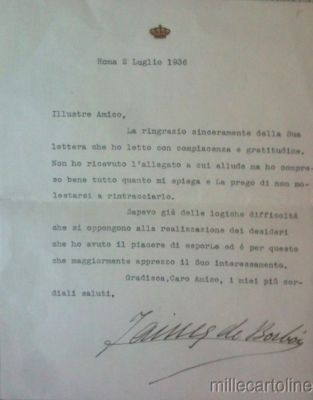 Roma 2 Luglio 1936
Illustre Amico,
La ringrazio sinceramente della Sua
lettera che ho letto con compiacenza e gratitudine.
Non ho ricevuto l'allegato a cui allude ma ho compre-
so bene tutto quanto mi spiega e La prego di non mo-
lestarsi a rintracciarlo.
Sapevo già delle logiche difficoltà
che si oppongono alla realizzazione dei desideri
che ho avuto il piacere di esporLe ed é per questo
che maggiormente apprezzo il Suo interessamento.
Gradisca,Caro Amico, i miei più cor-
diali saluti.
Jaime de Borbón
millecartoline